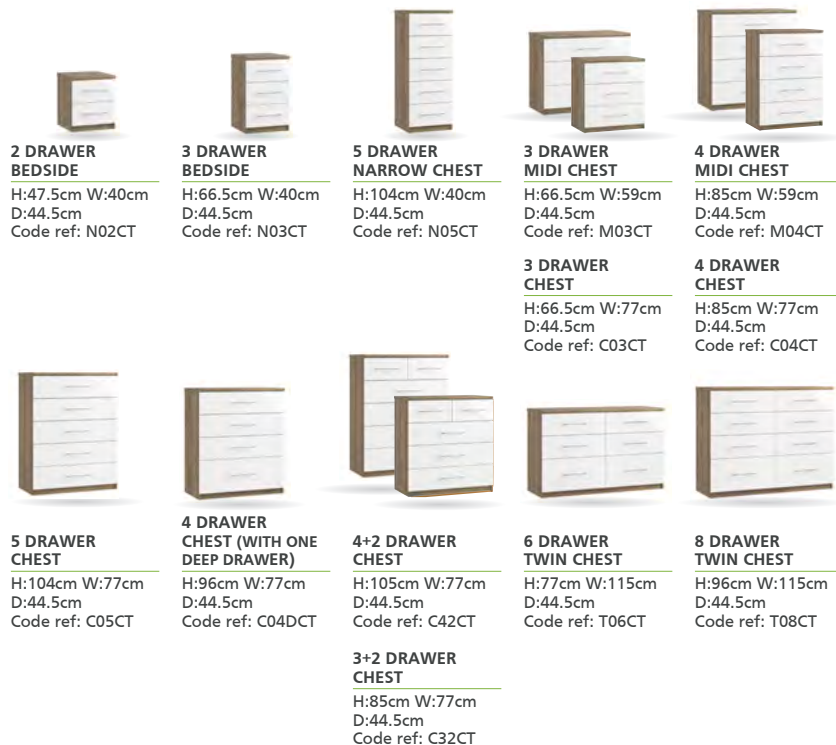 2 DRAWER
BEDSIDE
H:47.5cm W:40cm
D:44.5cm
Code ref: N02CT
3 DRAWER
BEDSIDE
H:66.5cm W:40cm
D:44.5cm
Code ref: N03CT
5 DRAWER
NARROW CHEST
H:104cm W:40cm
D:44.5cm
Code ref: N05CT
3 DRAWER
MIDI CHEST
H:66.5cm W:59cm
D:44.5cm
Code ref: M03CT
4 DRAWER
MIDI CHEST
H:85cm W:59cm
D:44.5cm
Code ref: M04CT
3 DRAWER
CHEST
H:66.5cm W:77cm
D:44.5cm
Code ref: C03CT
4 DRAWER
CHEST
H:85cm W:77cm
D:44.5cm
Code ref: C04CT
5 DRAWER
CHEST
H:104cm W:77cm
D:44.5cm
Code ref: C05CT
4 DRAWER
CHEST (WITH ONE
DEEP DRAWER)
H:96cm W:77cm
D:44.5cm
Code ref: C04DCT
4+2 DRAWER
CHEST
H:105cm W:77cm
D:44.5cm
Code ref: C42CT
6 DRAWER
TWIN CHEST
H:77cm W:115cm
D:44.5cm
Code ref: T06CT
8 DRAWER
TWIN CHEST
H:96cm W:115cm
D:44.5cm
Code ref: T08CT
3+2 DRAWER
CHEST
H:85cm W:77cm
D:44.5cm
Code ref: C32CT